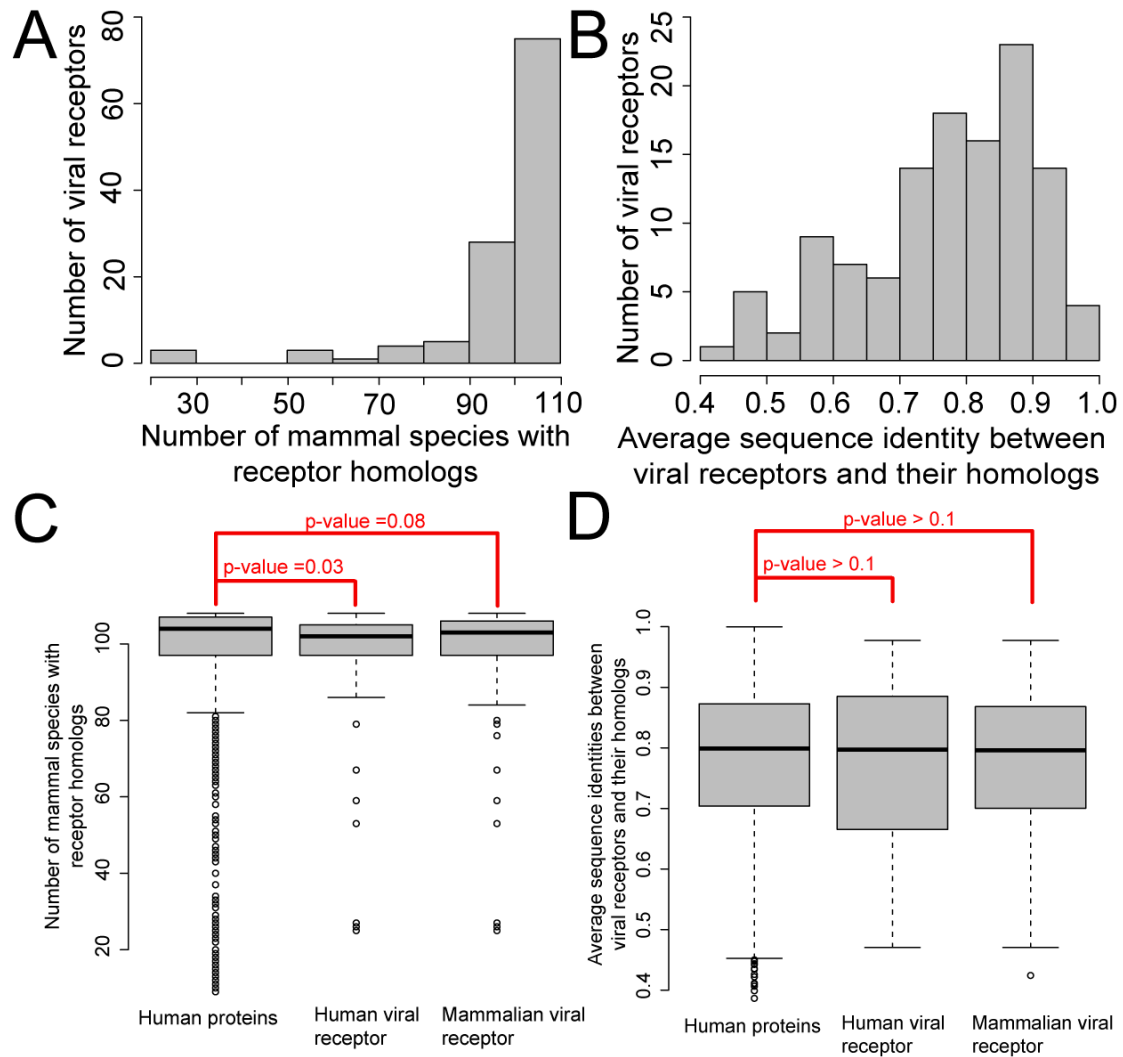 A
Number of viral receptors
0
20
40
60
80
30
50
70
90
110
Number of mammal species with
receptor homologs
B
Number of viral receptors
0
5
10
15
20
25
0.4
0.5
0.6
0.7
0.8
0.9
1.0
Average sequence identity between
viral receptors and their homologs
C
p-value =0.08
p-value =0.03
Number of mammal species with
receptor homologs
20
40
60
80
100
Human proteins
Human viral
receptor
Mammalian viral
receptor
D
p-value > 0.1
p-value > 0.1
Average sequence identities between
viral receptors and their homologs
0.4
0.5
0.6
0.7
0.8
0.9
1.0
Human proteins
Human viral
receptor
Mammalian viral
receptor